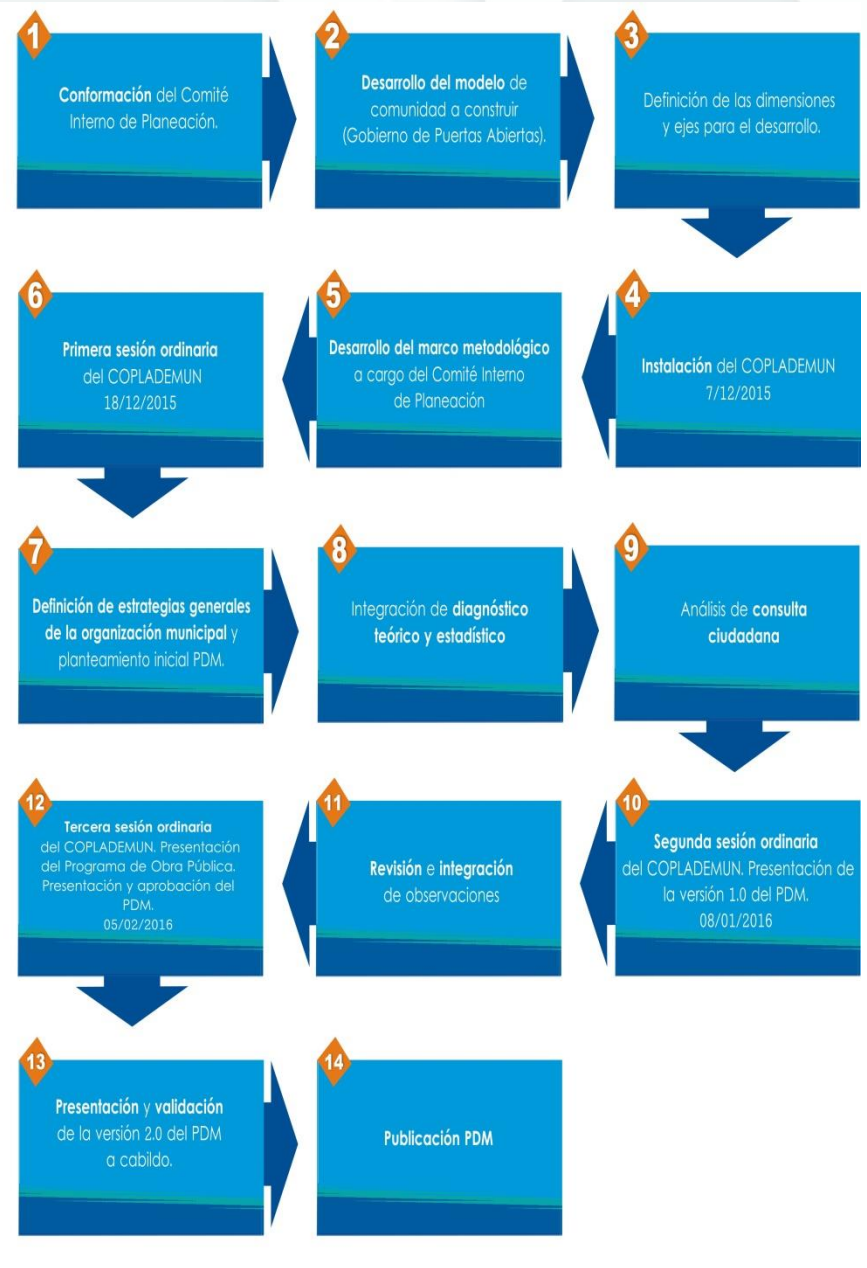 1
Conformación del Comité
Interno de Planeación.
2
Desarrollo del modelo de
comunidad a construir
(Gobierno de Puertas Abiertas).
3
Definición de las dimensiones
y ejes para el desarrollo.
4
Instalación del COPLADEMUN
7/12/2015
5
Desarrollo del marco metodológico
a cargo del Comité Interno
de Planeación
6
Primera sesión ordinaria
del COPLADEMUN
18/12/2015
7
Definición de estrategias generales
de la organización municipal y
planteamiento inicial PDM.
8
Integración de diagnóstico
teórico y estadístico
9
Análisis de consulta
ciudadana
10
Segunda sesión ordinaria
del COPLADEMUN. Presentación de
la versión 1.0 del PDM.
08/01/2016
11
Revisión e integración
de observaciones
12
Tercera sesión ordinaria
del COPLADEMUN. Presentación
del Programa de Obra Pública.
Presentación y aprobación del
PDM.
05/02/2016
13
Presentación y validación
de la versión 2.0 del PDM
a cabildo.
14
Publicación PDM